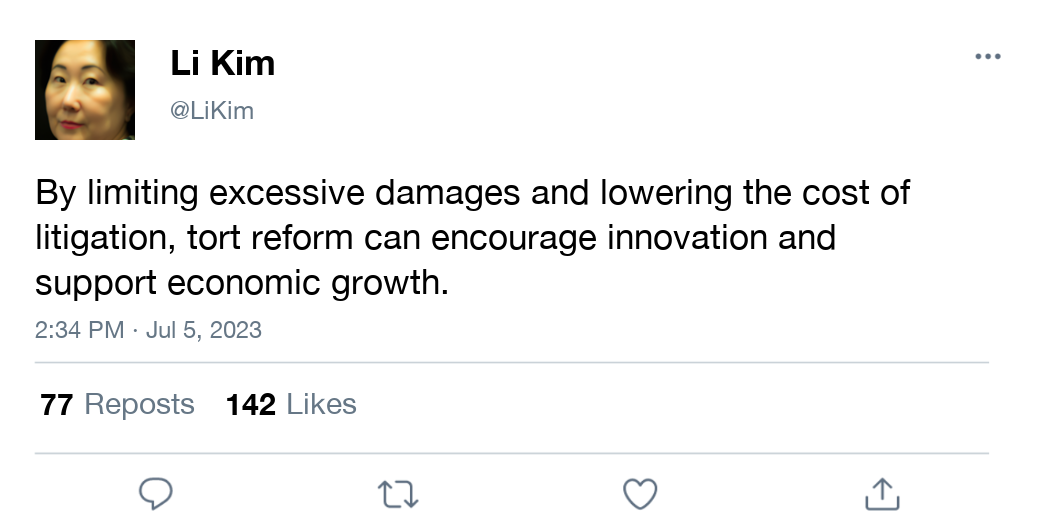 Li Kim
@LiKim
By limiting excessive damages and lowering the cost of
litigation, tort reform can encourage innovation and
support economic growth.
2:34 PM · Jul 5, 2023
77 Reposts 142 Likes